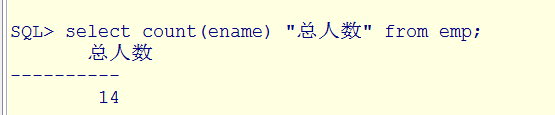 SQL> select count(ename) "总人数" from emp;
总人数
----------
14